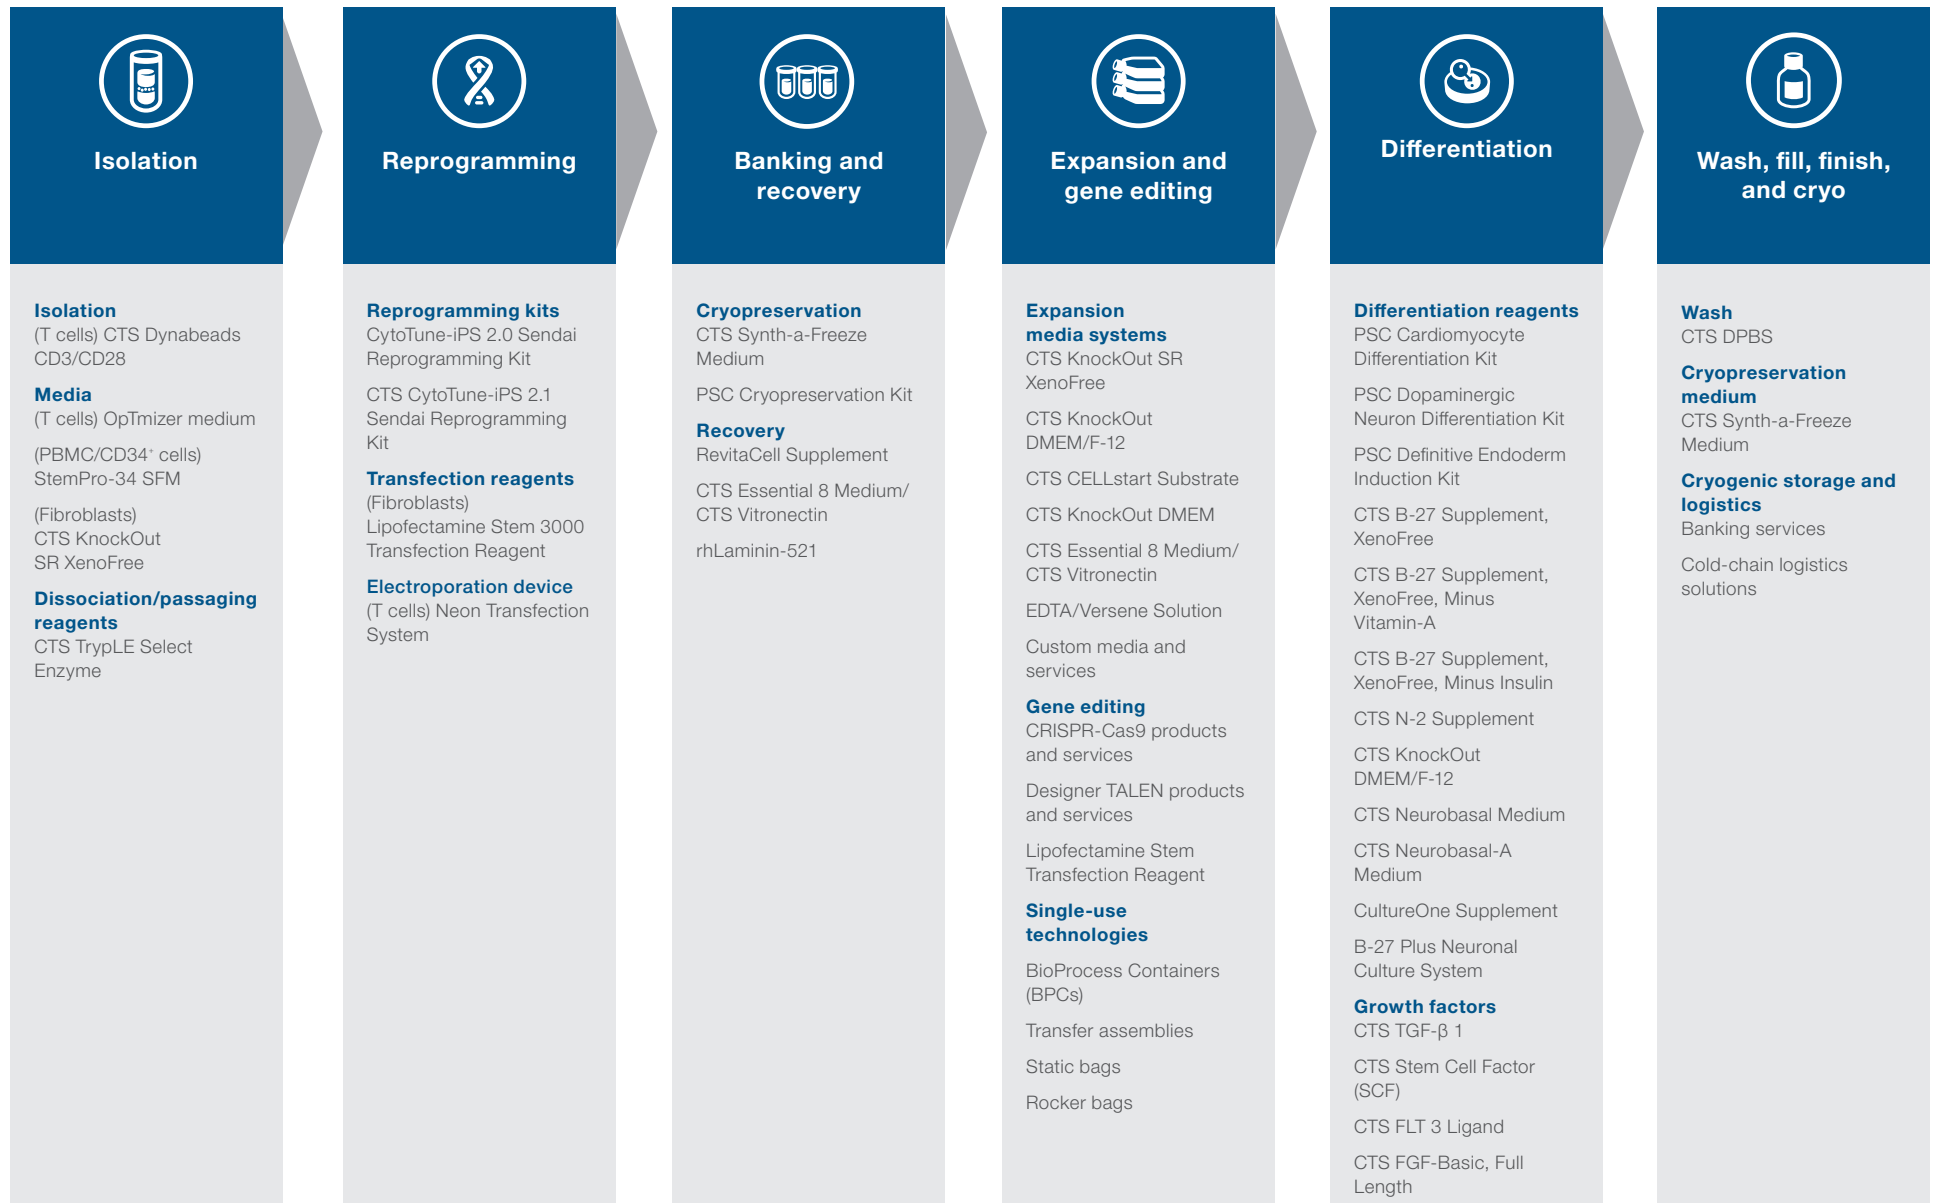 Isolation
Isolation
(T cells) CTS Dynabeads
CD3/CD28
Media
(T cells) OpTmizer medium
(PBMC/CD34⁺ cells)
StemPro-34 SFM
(Fibroblasts)
CTS KnockOut
SR XenoFree
Dissociation/passaging
reagents
CTS TrypLE Select
Enzyme
Reprogramming
Reprogramming kits
CytoTune-iPS 2.0 Sendai
Reprogramming Kit
CTS CytoTune-iPS 2.1
Sendai Reprogramming
Kit
Transfection reagents
(Fibroblasts)
Lipofectamine Stem 3000
Transfection Reagent
Electroporation device
(T cells) Neon Transfection
System
Banking and
recovery
Cryopreservation
CTS Synth-a-Freeze
Medium
PSC Cryopreservation Kit
Recovery
RevitaCell Supplement
CTS Essential 8 Medium/
CTS Vitronectin
rhLaminin-521
Expansion and
gene editing
Expansion
media systems
CTS KnockOut SR
XenoFree
CTS KnockOut
DMEM/F-12
CTS CELLstart Substrate
CTS KnockOut DMEM
CTS Essential 8 Medium/
CTS Vitronectin
EDTA/Versene Solution
Custom media and
services
Gene editing
CRISPR-Cas9 products
and services
Designer TALEN products
and services
Lipofectamine Stem
Transfection Reagent
Single-use
technologies
BioProcess Containers
(BPCs)
Transfer assemblies
Static bags
Rocker bags
Differentiation
Differentiation reagents
PSC Cardiomyocyte
Differentiation Kit
PSC Dopaminergic
Neuron Differentiation Kit
PSC Definitive Endoderm
Induction Kit
CTS B-27 Supplement,
XenoFree
CTS B-27 Supplement,
XenoFree, Minus
Vitamin-A
CTS B-27 Supplement,
XenoFree, Minus Insulin
CTS N-2 Supplement
CTS KnockOut
DMEM/F-12
CTS Neurobasal Medium
CTS Neurobasal-A
Medium
CultureOne Supplement
B-27 Plus Neuronal
Culture System
Growth factors
CTS TGF-β 1
CTS Stem Cell Factor
(SCF)
CTS FLT 3 Ligand
CTS FGF-Basic, Full
Length
Wash, fill, finish,
and cryo
Wash
CTS DPBS
Cryopreservation
medium
CTS Synth-a-Freeze
Medium
Cryogenic storage and
logistics
Banking services
Cold-chain logistics
solutions